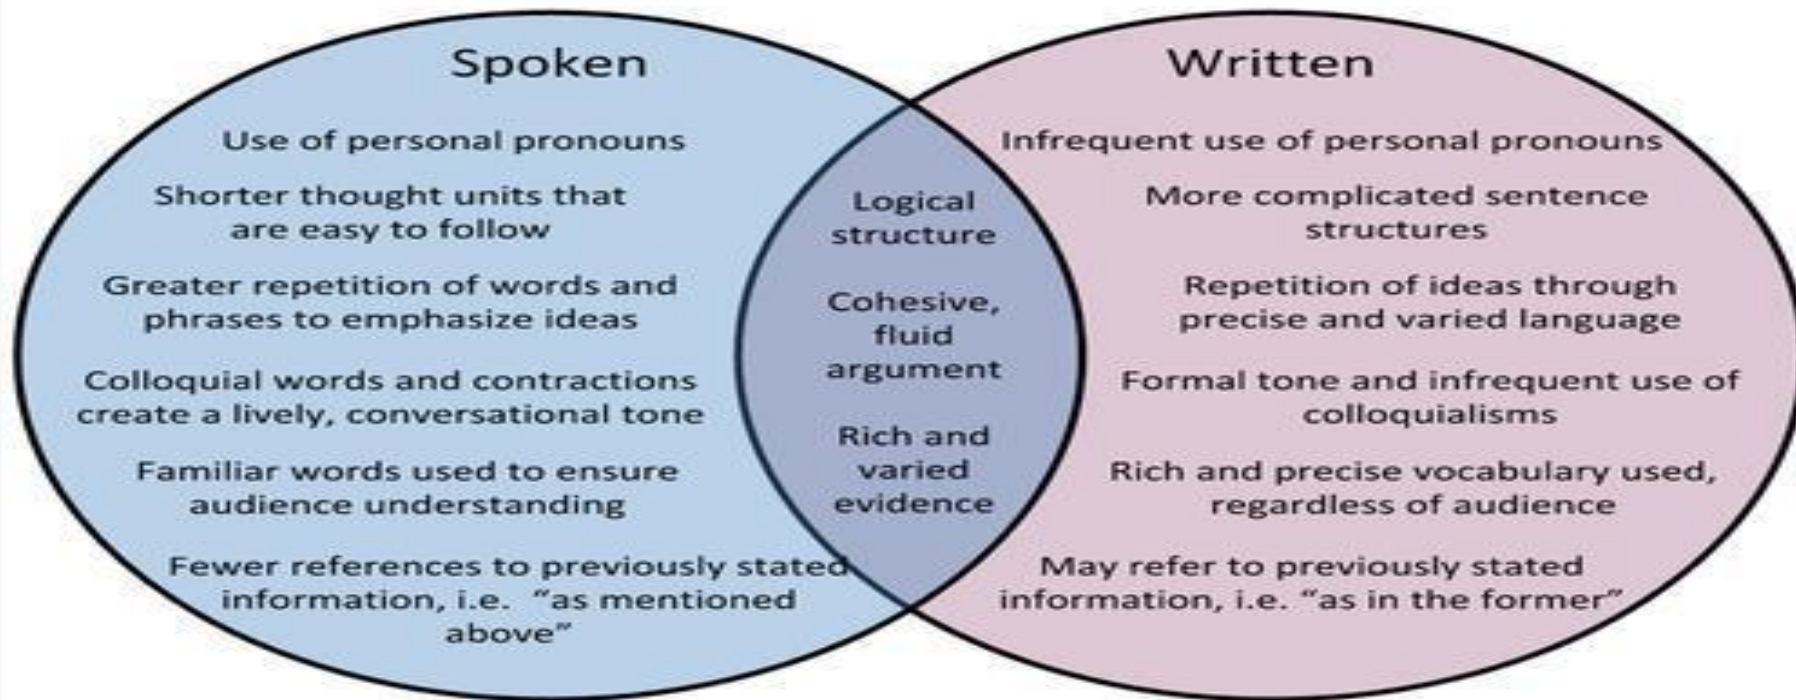 Spoken
Use of personal pronouns
Shorter thought units that
are easy to follow
Greater repetition of words and
phrases to emphasize ideas
Colloquial words and contractions
create a lively, conversational tone
Familiar words used to ensure
audience understanding
Fewer references to previously stated
information, i.e. “as mentioned
above”
Logical
structure
Cohesive,
fluid
argument
Rich and
varied
evidence
Written
Infrequent use of personal pronouns
More complicated sentence
structures
Repetition of ideas through
precise and varied language
Formal tone and infrequent use of
colloquialisms
Rich and precise vocabulary used,
regardless of audience
May refer to previously stated
information, i.e. “as in the former”